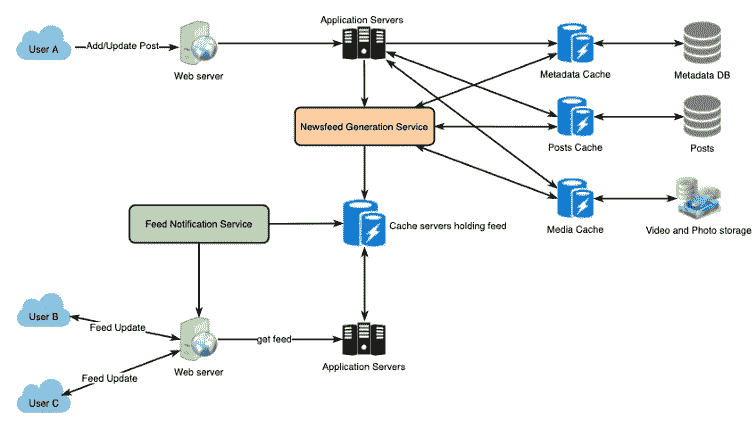 Application Servers
User A
Add/Update Post
Web server
Metadata Cache
Metadata DB
Newsfeed Generation Service
Posts Cache
Posts
Feed Notification Service
Cache servers holding feed
Media Cache
Video and Photo storage
User B
Feed Update
get feed
Web server
Application Servers
Feed Update
User C